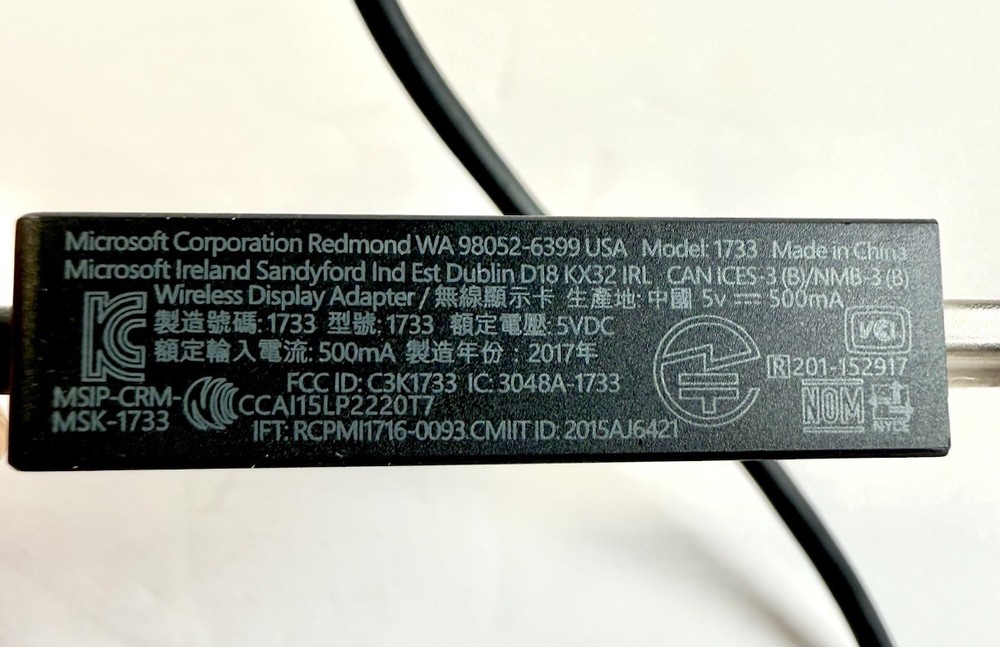 Microsoft Corporation Redmond WA 98052-6399 USA Model 1733 Made in China
Microsoft Ireland Sandyford Ind Est Dublin D18 KX32 IRL CAN ICES-3 (B)/NMB-3 (B)
Wireless Display Adapter / 無線顯示卡 生產地: 中國 5v ⎓ 500mA
製造號碼: 1733 型號: 1733 額定電壓: 5VDC
VCI
額定輸入電流: 500mA 製造年份: 2017年
R 201-152917
FCC ID: C3K1733 IC: 3048A-1733
MSIP-CRM-
MSK-1733
CCAI15LP2220T7
NOM
NYCE
IFT: RCPMI1716-0093 CMIIT ID: 2015AJ6421